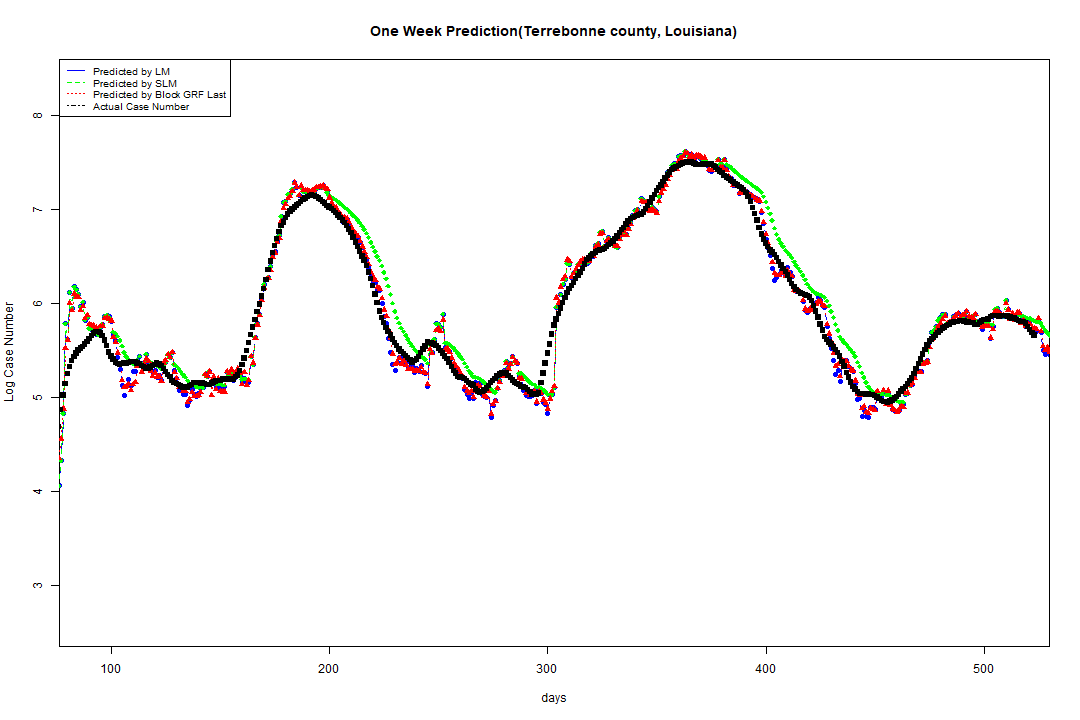 One Week Prediction(Terrebonne county, Louisiana)
Predicted by LM
Predicted by SLM
Predicted by Block GRF Last
Actual Case Number
Log Case Number
8
7
6
5
4
3
100 200 300 400 500
days